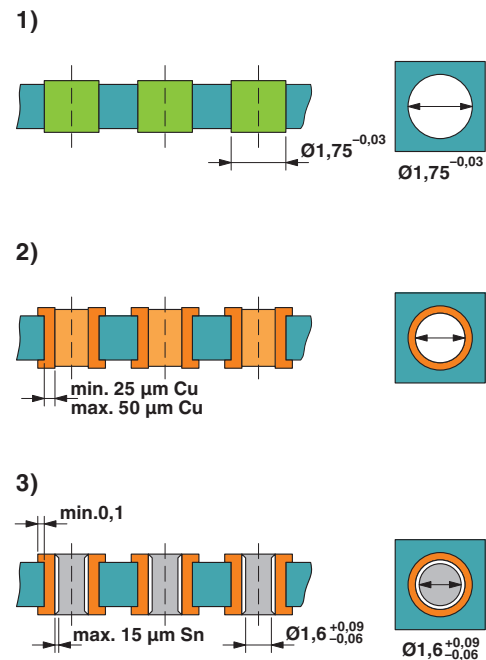 1)
Ø1,75 −0,03
Ø1,75 −0,03
2)
min. 25 µm Cu
max. 50 µm Cu
3)
min.0,1
max. 15 µm Sn
Ø1,6 +0,09 −0,06
Ø1,6 +0,09 −0,06